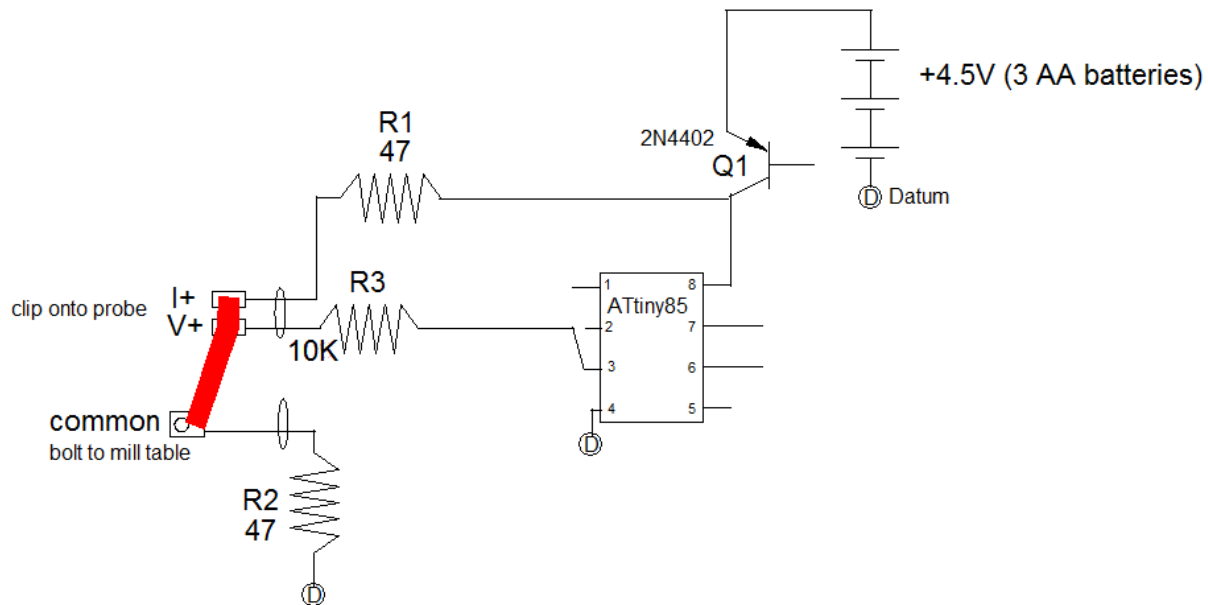 +4.5V (3 AA batteries)
2N4402
Q1
D Datum
R1
47
clip onto probe
I+
V+
R3
10K
ATtiny85
1 8
2 7
3 6
4 5
D
common
bolt to mill table
R2
47
D